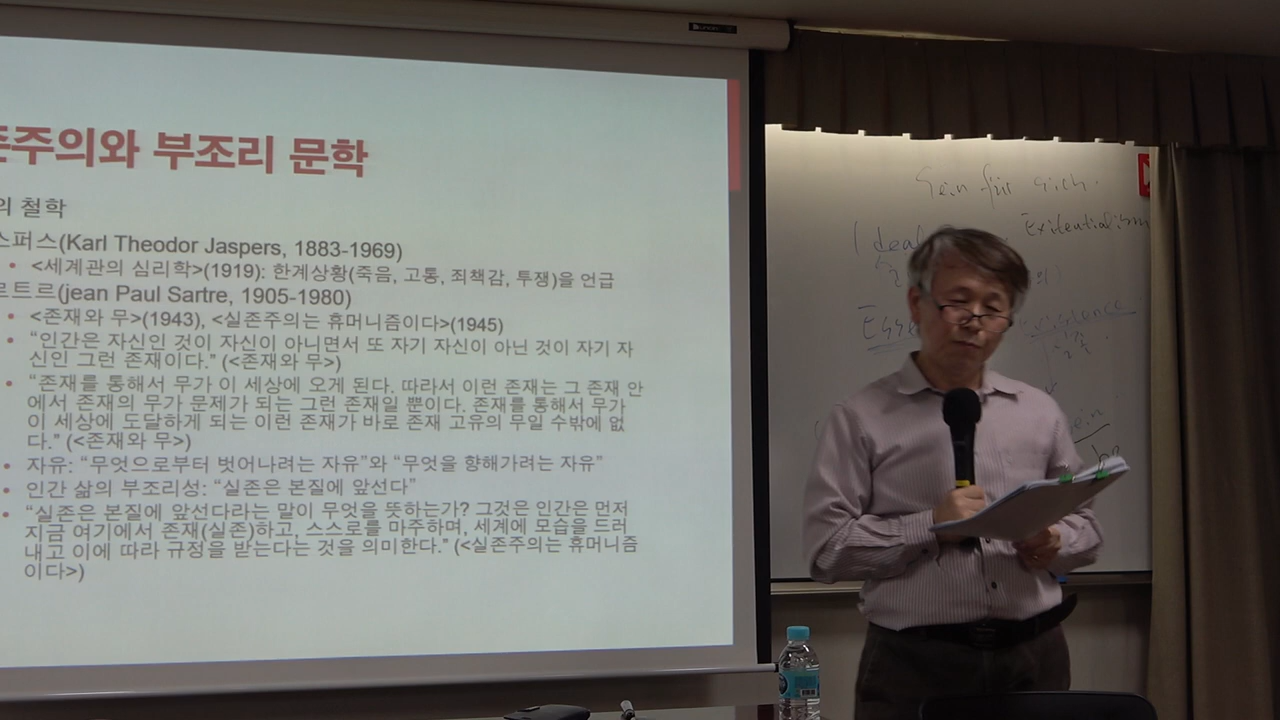 존주의와 부조리 문학
의 철학
스퍼스(Karl Theodor Jaspers, 1883-1969)
• <세계관의 심리학>(1919): 한계상황(죽음, 고통, 죄책감, 투쟁)을 언급
르트르(jean Paul Sartre, 1905-1980)
• <존재와 무>(1943), <실존주의는 휴머니즘이다>(1945)
• “인간은 자신인 것이 자신이 아니면서 또 자기 자신이 아닌 것이 자기 자
신인 그런 존재이다.” (<존재와 무>)
• “존재를 통해서 무가 이 세상에 오게 된다. 따라서 이런 존재는 그 존재 안
에서 존재의 무가 문제가 되는 그런 존재일 뿐이다. 존재를 통해서 무가
이 세상에 도달하게 되는 이런 존재가 바로 존재 고유의 무일 수밖에 없
다.” (<존재와 무>)
• 자유: “무엇으로부터 벗어나려는 자유”와 “무엇을 향해가려는 자유”
• 인간 삶의 부조리성: “실존은 본질에 앞선다”
• “실존은 본질에 앞선다라는 말이 무엇을 뜻하는가? 그것은 인간은 먼저
지금 여기에서 존재(실존)하고, 스스로를 마주하며, 세계에 모습을 드러
내고 이에 따라 규정을 받는다는 것을 의미한다.” (<실존주의는 휴머니즘
이다>)
Sein für sich.
Ideal
Existentialism
Esse
existence
ein